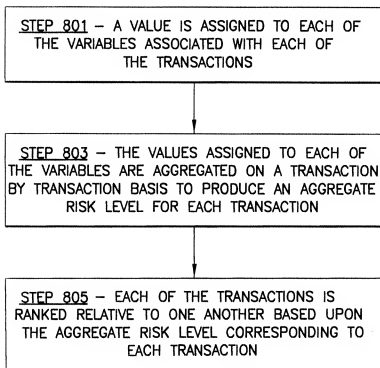 STEP 801 – A VALUE IS ASSIGNED TO EACH OF
THE VARIABLES ASSOCIATED WITH EACH OF
THE TRANSACTIONS
STEP 803 – THE VALUES ASSIGNED TO EACH OF
THE VARIABLES ARE AGGREGATED ON A TRANSACTION
BY TRANSACTION BASIS TO PRODUCE AN AGGREGATE
RISK LEVEL FOR EACH TRANSACTION
STEP 805 – EACH OF THE TRANSACTIONS IS
RANKED RELATIVE TO ONE ANOTHER BASED UPON
THE AGGREGATE RISK LEVEL CORRESPONDING TO
EACH TRANSACTION